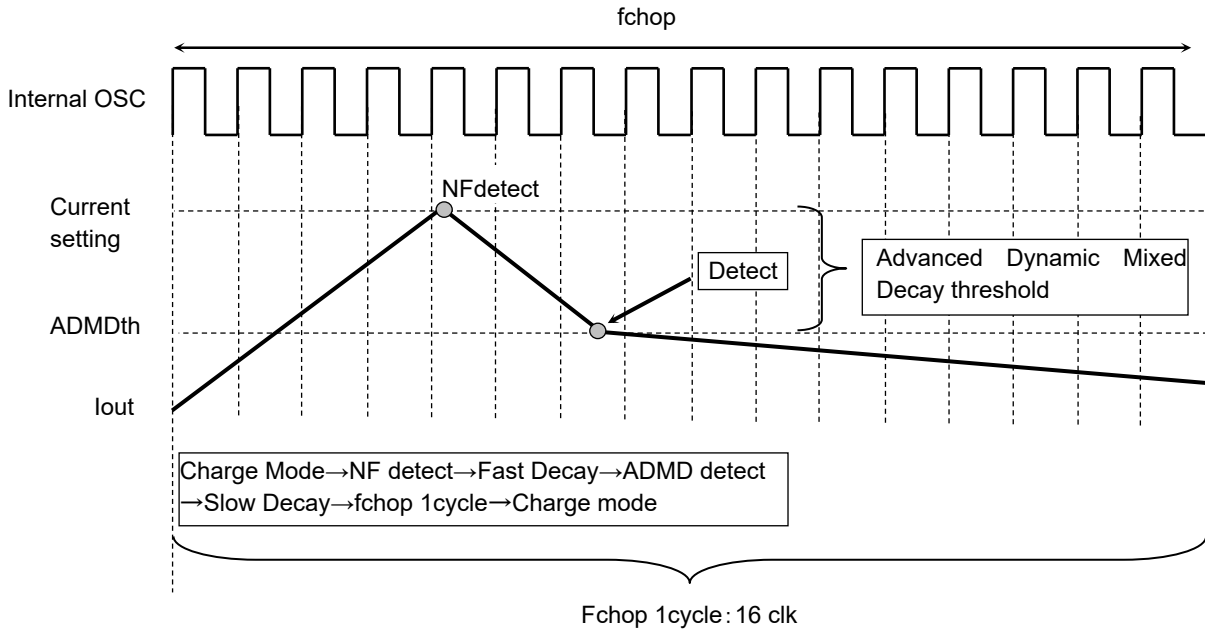 fchop
Internal OSC
NFdetect
Current
setting
Detect
Advanced Dynamic Mixed
Decay threshold
ADMDth
Iout
Charge Mode→NF detect→Fast Decay→ADMD detect
→Slow Decay→fchop 1cycle→Charge mode
Fchop 1cycle: 16 clk